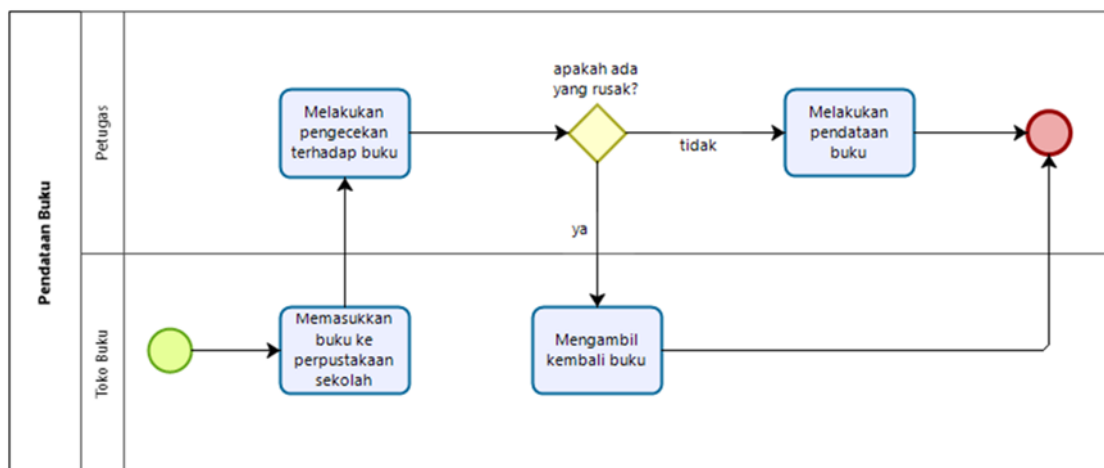 Pendataan Buku
Petugas
Melakukan
pengecekan
terhadap buku
apakah ada
yang rusak?
tidak
Melakukan
pendataan
buku
ya
Toko Buku
Memasukkan
buku ke
perpustakaan
sekolah
Mengambil
kembali buku